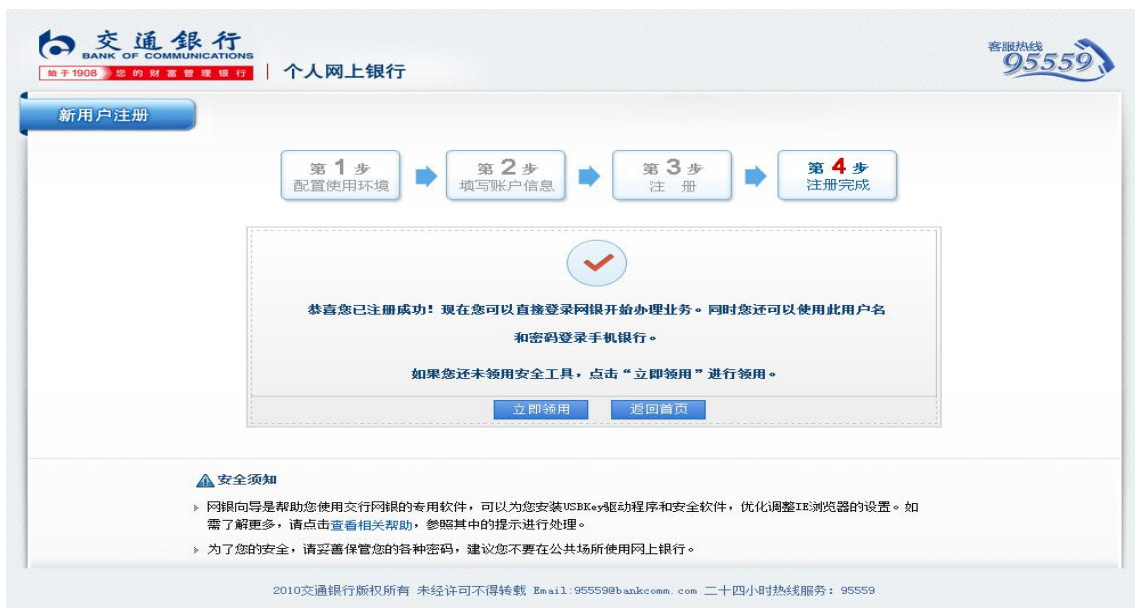 交通銀行
BANK OF COMMUNICATIONS
始于1908 您的财富管理银行
个人网上银行
客服热线
95559
新用户注册
第1步
配置使用环境
第2步
填写账户信息
第3步
注 册
第4步
注册完成
恭喜您已注册成功!现在您可以直接登录网银开始办理业务。同时您还可以使用此用户名
和密码登录手机银行。
如果您还未领用安全工具,点击“立即领用”进行领用。
立即领用
返回首页
安全须知
网银向导是帮助您使用交行网银的专用软件,可以为您安装USBKey驱动程序和安全软件,优化调整IE浏览器的设置。如
需了解更多,请点击查看相关帮助,参照其中的提示进行处理。
为了您的安全,请妥善保管您的各种密码,建议您不要在公共场所使用网上银行。
2010交通银行版权所有 未经许可不得转载 Email:95559@bankcomm.com 二十四小时热线服务:95559